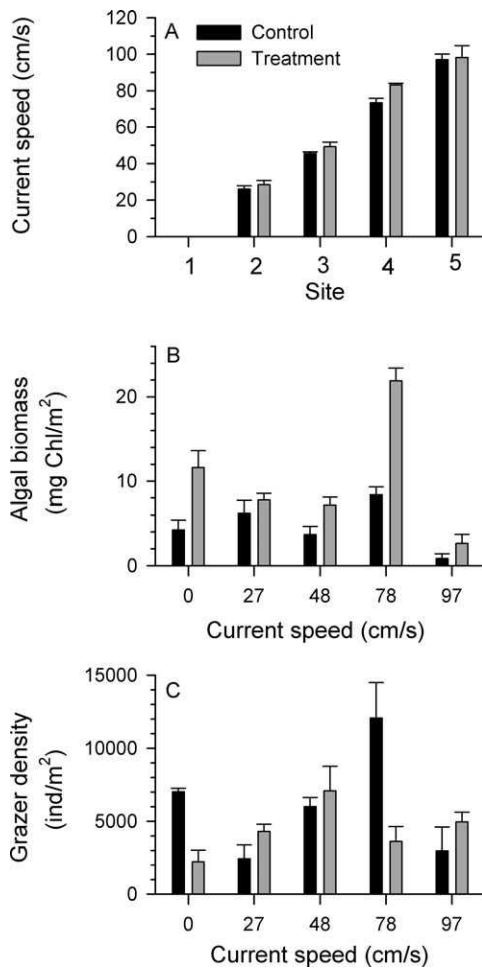 A
Control
Treatment
Current speed (cm/s)
120
100
80
60
40
20
0
1 2 3 4 5
Site
B
Algal biomass
(mg Chl/m²)
20
10
0
0 27 48 78 97
Current speed (cm/s)
C
Grazer density
(ind/m²)
15000
10000
5000
0
0 27 48 78 97
Current speed (cm/s)